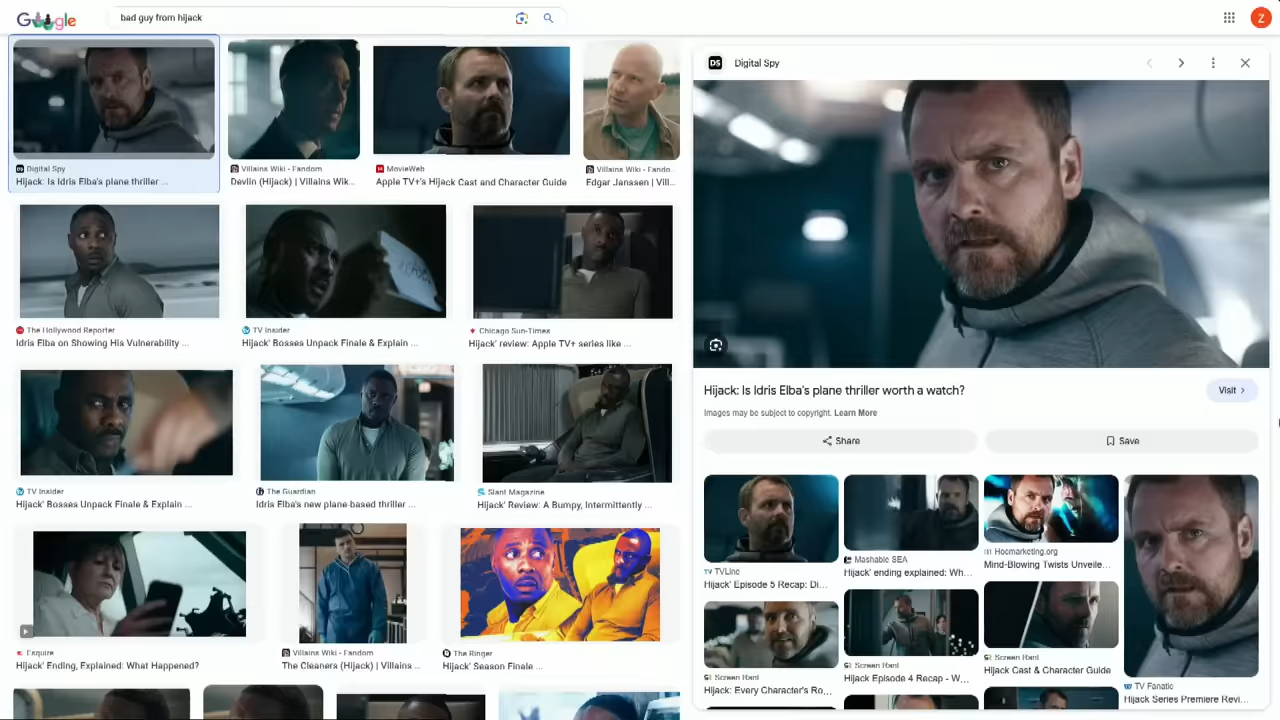 Google
bad guy from hijack
Z
Digital Spy
Hijack: Is Idris Elba's plane thriller ...
Villains Wiki - Fandom
Devlin (Hijack) | Villains Wik...
MovieWeb
Apple TV+'s Hijack Cast and Character Guide
Villains Wiki - Fando...
Edgar Janssen | Vill...
The Hollywood Reporter
Idris Elba on Showing His Vulnerability ...
TV Insider
Hijack' Bosses Unpack Finale & Explain ...
Chicago Sun-Times
Hijack' review: Apple TV+ series like ...
TV Insider
Hijack' Bosses Unpack Finale & Explain ...
The Guardian
Idris Elba's new plane-based thriller ...
Slant Magazine
Hijack' Review: A Bumpy, Intermittently ...
Esquire
Hijack' Ending, Explained: What Happened?
Villains Wiki - Fandom
The Cleaners (Hijack) | Villains ...
The Ringer
Hijack' Season Finale ...
DS
Digital Spy
Hijack: Is Idris Elba's plane thriller worth a watch?
Visit
Images may be subject to copyright. Learn More
Share
Save
TVLine
Hijack' Episode 5 Recap: Di...
Mashable SEA
Hijack' ending explained: Wh...
Hocmarketing.org
Mind-Blowing Twists Unveile...
Screen Rant
Hijack: Every Character's Ro...
Screen Rant
Hijack Episode 4 Recap - W...
Screen Rant
Hijack Cast & Character Guide
TV Fanatic
Hijack Series Premiere Revi...